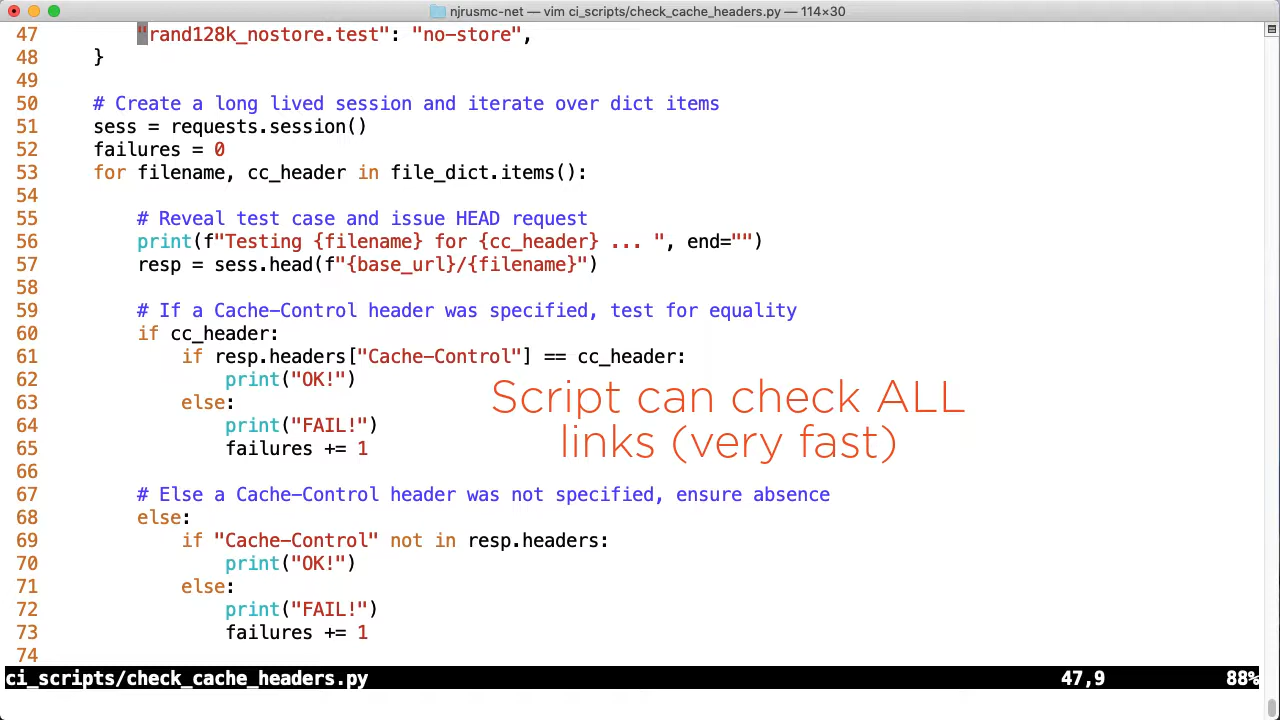 njrusmc-net — vim ci_scripts/check_cache_headers.py — 114×30
47         "rand128k_nostore.test": "no-store",
48     }
49
50     # Create a long lived session and iterate over dict items
51     sess = requests.session()
52     failures = 0
53     for filename, cc_header in file_dict.items():
54
55         # Reveal test case and issue HEAD request
56         print(f"Testing {filename} for {cc_header} ... ", end="")
57         resp = sess.head(f"{base_url}/{filename}")
58
59         # If a Cache-Control header was specified, test for equality
60         if cc_header:
61             if resp.headers["Cache-Control"] == cc_header:
62                 print("OK!")
63             else:
64                 print("FAIL!")
65                 failures += 1
66
67         # Else a Cache-Control header was not specified, ensure absence
68         else:
69             if "Cache-Control" not in resp.headers:
70                 print("OK!")
71             else:
72                 print("FAIL!")
73                 failures += 1
74
Script can check ALL
links (very fast)
ci_scripts/check_cache_headers.py 47,9 88%